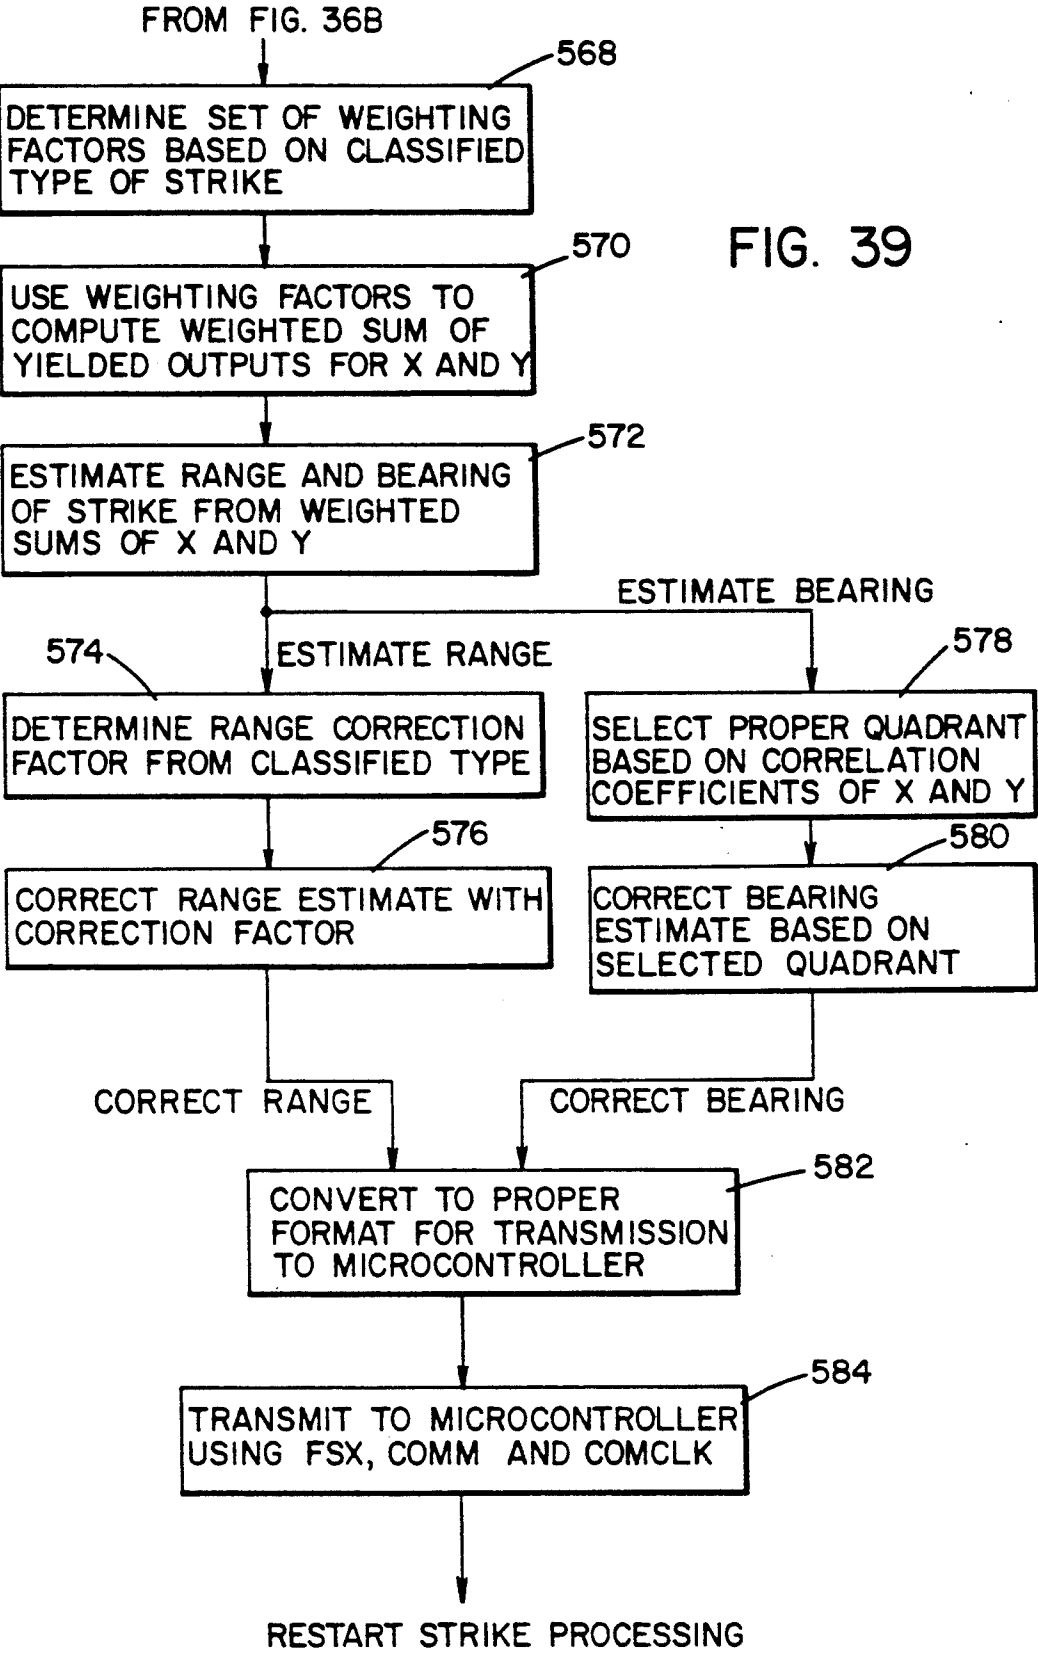 FROM FIG. 36B
568
DETERMINE SET OF WEIGHTING
FACTORS BASED ON CLASSIFIED
TYPE OF STRIKE
FIG. 39
570
USE WEIGHTING FACTORS TO
COMPUTE WEIGHTED SUM OF
YIELDED OUTPUTS FOR X AND Y
572
ESTIMATE RANGE AND BEARING
OF STRIKE FROM WEIGHTED
SUMS OF X AND Y
ESTIMATE BEARING
574
ESTIMATE RANGE
578
DETERMINE RANGE CORRECTION
FACTOR FROM CLASSIFIED TYPE
SELECT PROPER QUADRANT
BASED ON CORRELATION
COEFFICIENTS OF X AND Y
576
580
CORRECT RANGE ESTIMATE WITH
CORRECTION FACTOR
CORRECT BEARING
ESTIMATE BASED ON
SELECTED QUADRANT
CORRECT RANGE
CORRECT BEARING
582
CONVERT TO PROPER
FORMAT FOR TRANSMISSION
TO MICROCONTROLLER
584
TRANSMIT TO MICROCONTROLLER
USING FSX, COMM AND COMCLK
RESTART STRIKE PROCESSING